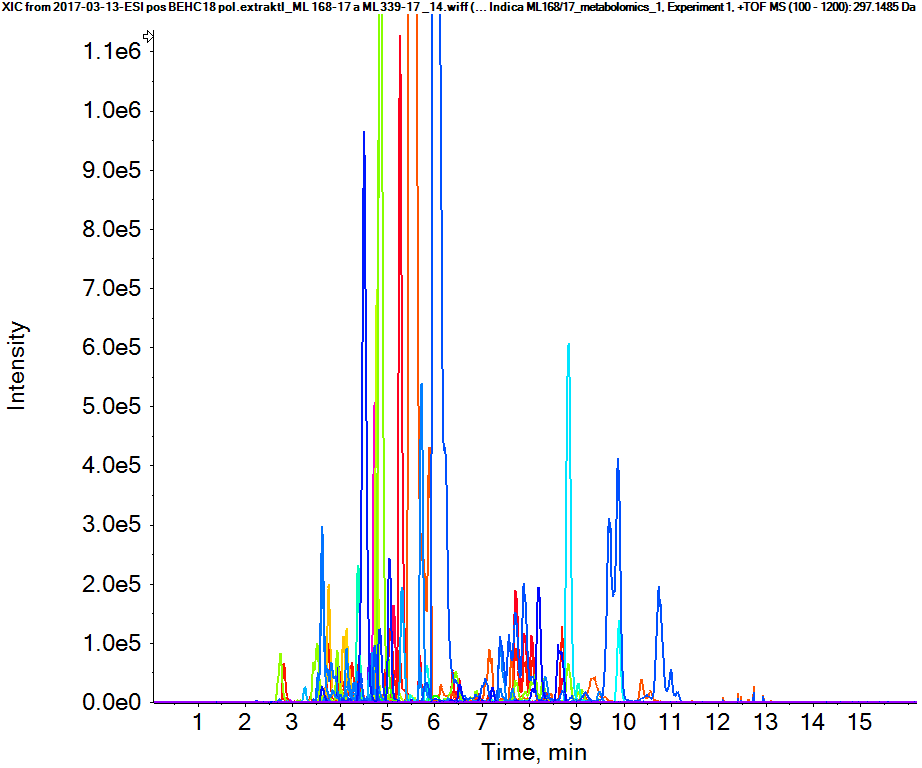 XIC from 2017-03-13-ESI pos BEHC18 pol.extraktI_ML 168-17 a ML339-17 _14.wiff (... Indica ML168/17_metabolomics_1, Experiment 1, +TOF MS (100 - 1200): 297.1485 Da
1.1e6
1.0e6
9.0e5
8.0e5
7.0e5
6.0e5
5.0e5
4.0e5
3.0e5
2.0e5
1.0e5
0.0e0
Intensity
1 2 3 4 5 6 7 8 9 10 11 12 13 14 15
Time, min